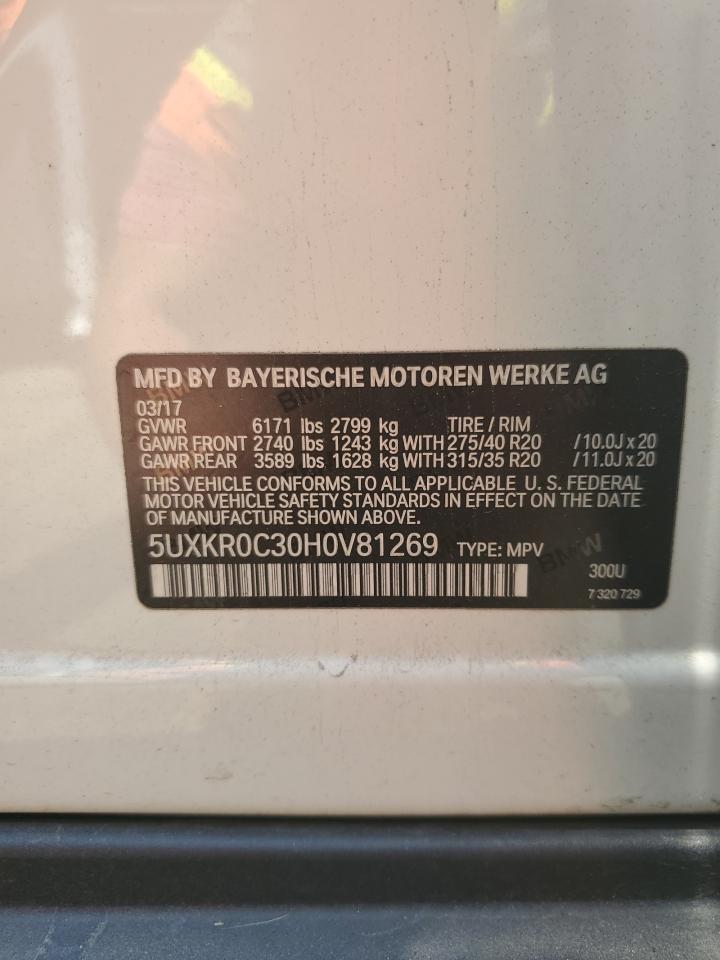 MFD BY BAYERISCHE MOTOREN WERKE AG
03/17
GVWR 6171 lbs 2799 kg TIRE / RIM
GAWR FRONT 2740 lbs 1243 kg WITH 275/40 R20 /10.0J x 20
GAWR REAR 3589 lbs 1628 kg WITH 315/35 R20 /11.0J x 20
THIS VEHICLE CONFORMS TO ALL APPLICABLE U.S. FEDERAL
MOTOR VEHICLE SAFETY STANDARDS IN EFFECT ON THE DATE
OF MANUFACTURE SHOWN ABOVE.
5UXKR0C30H0V81269 TYPE: MPV
300U
7 320 729
BMW